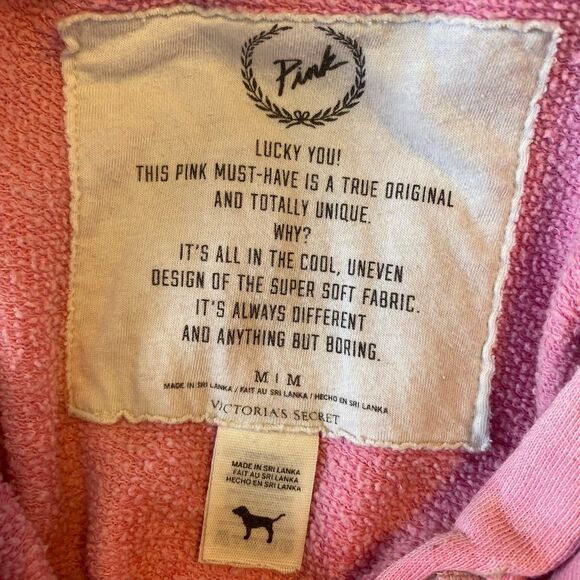 Pink
LUCKY YOU!
THIS PINK MUST-HAVE IS A TRUE ORIGINAL
AND TOTALLY UNIQUE.
WHY?
IT'S ALL IN THE COOL, UNEVEN
DESIGN OF THE SUPER SOFT FABRIC.
IT'S ALWAYS DIFFERENT
AND ANYTHING BUT BORING.
M | M
MADE IN SRI LANKA / FAIT AU SRI LANKA / HECHO EN SRI LANKA
VICTORIA'S SECRET
MADE IN SRI LANKA
FAIT AU SRI LANKA
HECHO EN SRI LANKA